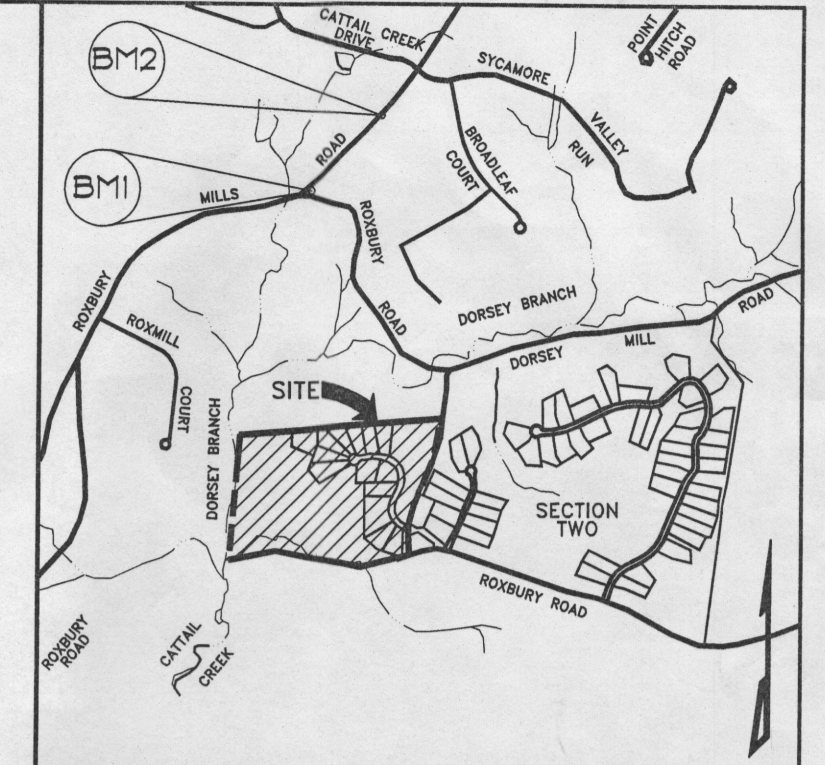 CATTAIL CREEK
DRIVE
POINT
HITCH
ROAD
BM2
SYCAMORE
VALLEY
RUN
ROAD
BROADLEAF
COURT
BM1
MILLS
ROXBURY
ROXBURY
ROAD
DORSEY BRANCH
ROAD
ROXMILL
COURT
DORSEY
MILL
SITE
DORSEY BRANCH
SECTION
TWO
ROXBURY ROAD
ROXBURY
ROAD
CATTAIL
CREEK